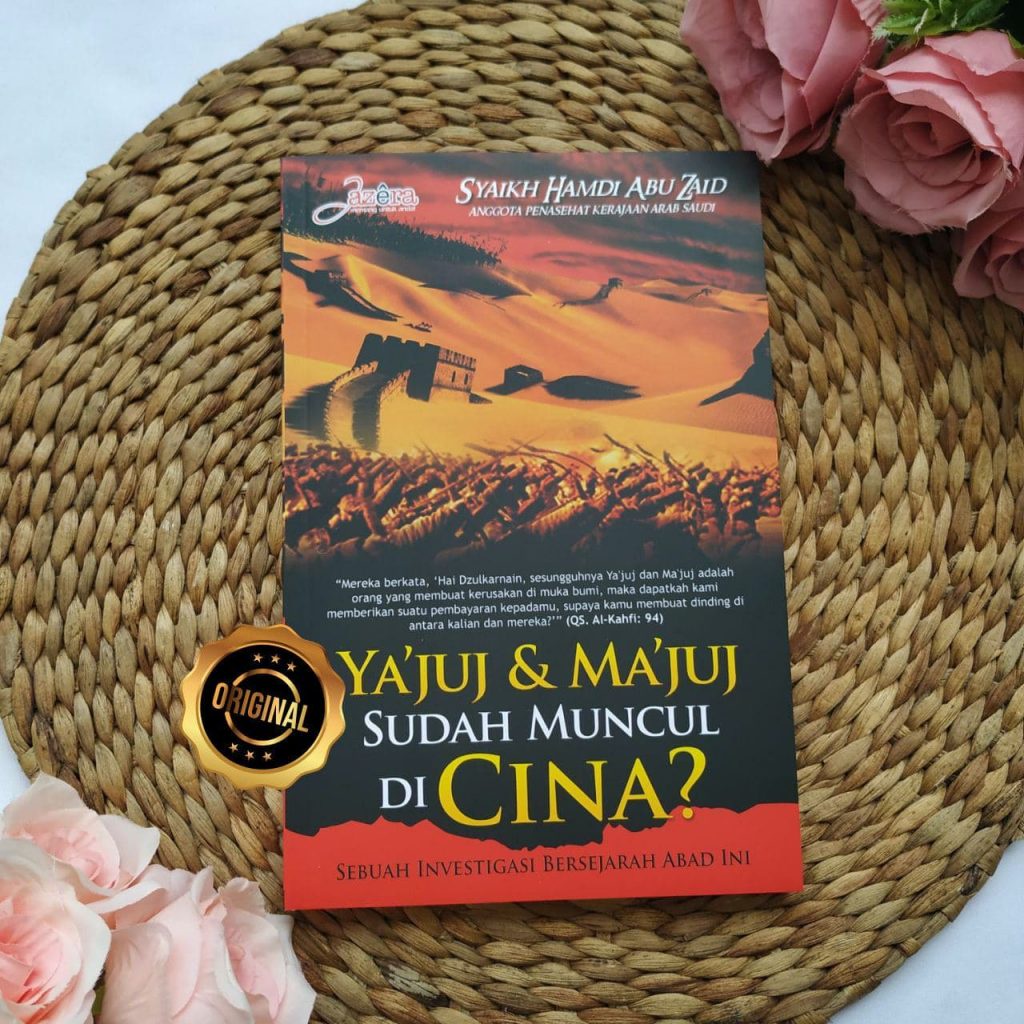 Jazêra
SYAIKH HAMDI ABU ZAID
ANGGOTA PENASEHAT KERAJAAN ARAB SAUDI
“Mereka berkata, ‘Hai Dzulkarnain, sesungguhnya Ya'juj dan Ma'juj adalah
orang yang membuat kerusakan di muka bumi, maka dapatkah kami
memberikan suatu pembayaran kepadamu, supaya kamu membuat dinding di
antara kalian dan mereka?’” (QS. Al-Kahfi: 94)
YA’JUJ & MA’JUJ
SUDAH MUNCUL
DI CINA?
SEBUAH INVESTIGASI BERSEJARAH ABAD INI
ORIGINAL